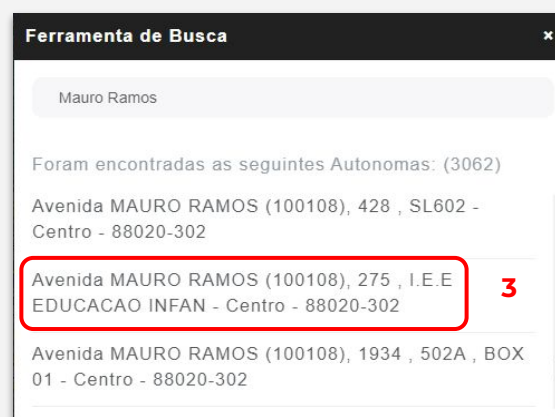 Ferramenta de Busca ×
Mauro Ramos
Foram encontradas as seguintes Autonomas: (3062)
Avenida MAURO RAMOS (100108), 428 , SL602 -
Centro - 88020-302
Avenida MAURO RAMOS (100108), 275 , I.E.E
EDUCACAO INFAN - Centro - 88020-302
3
Avenida MAURO RAMOS (100108), 1934 , 502A , BOX
01 - Centro - 88020-302